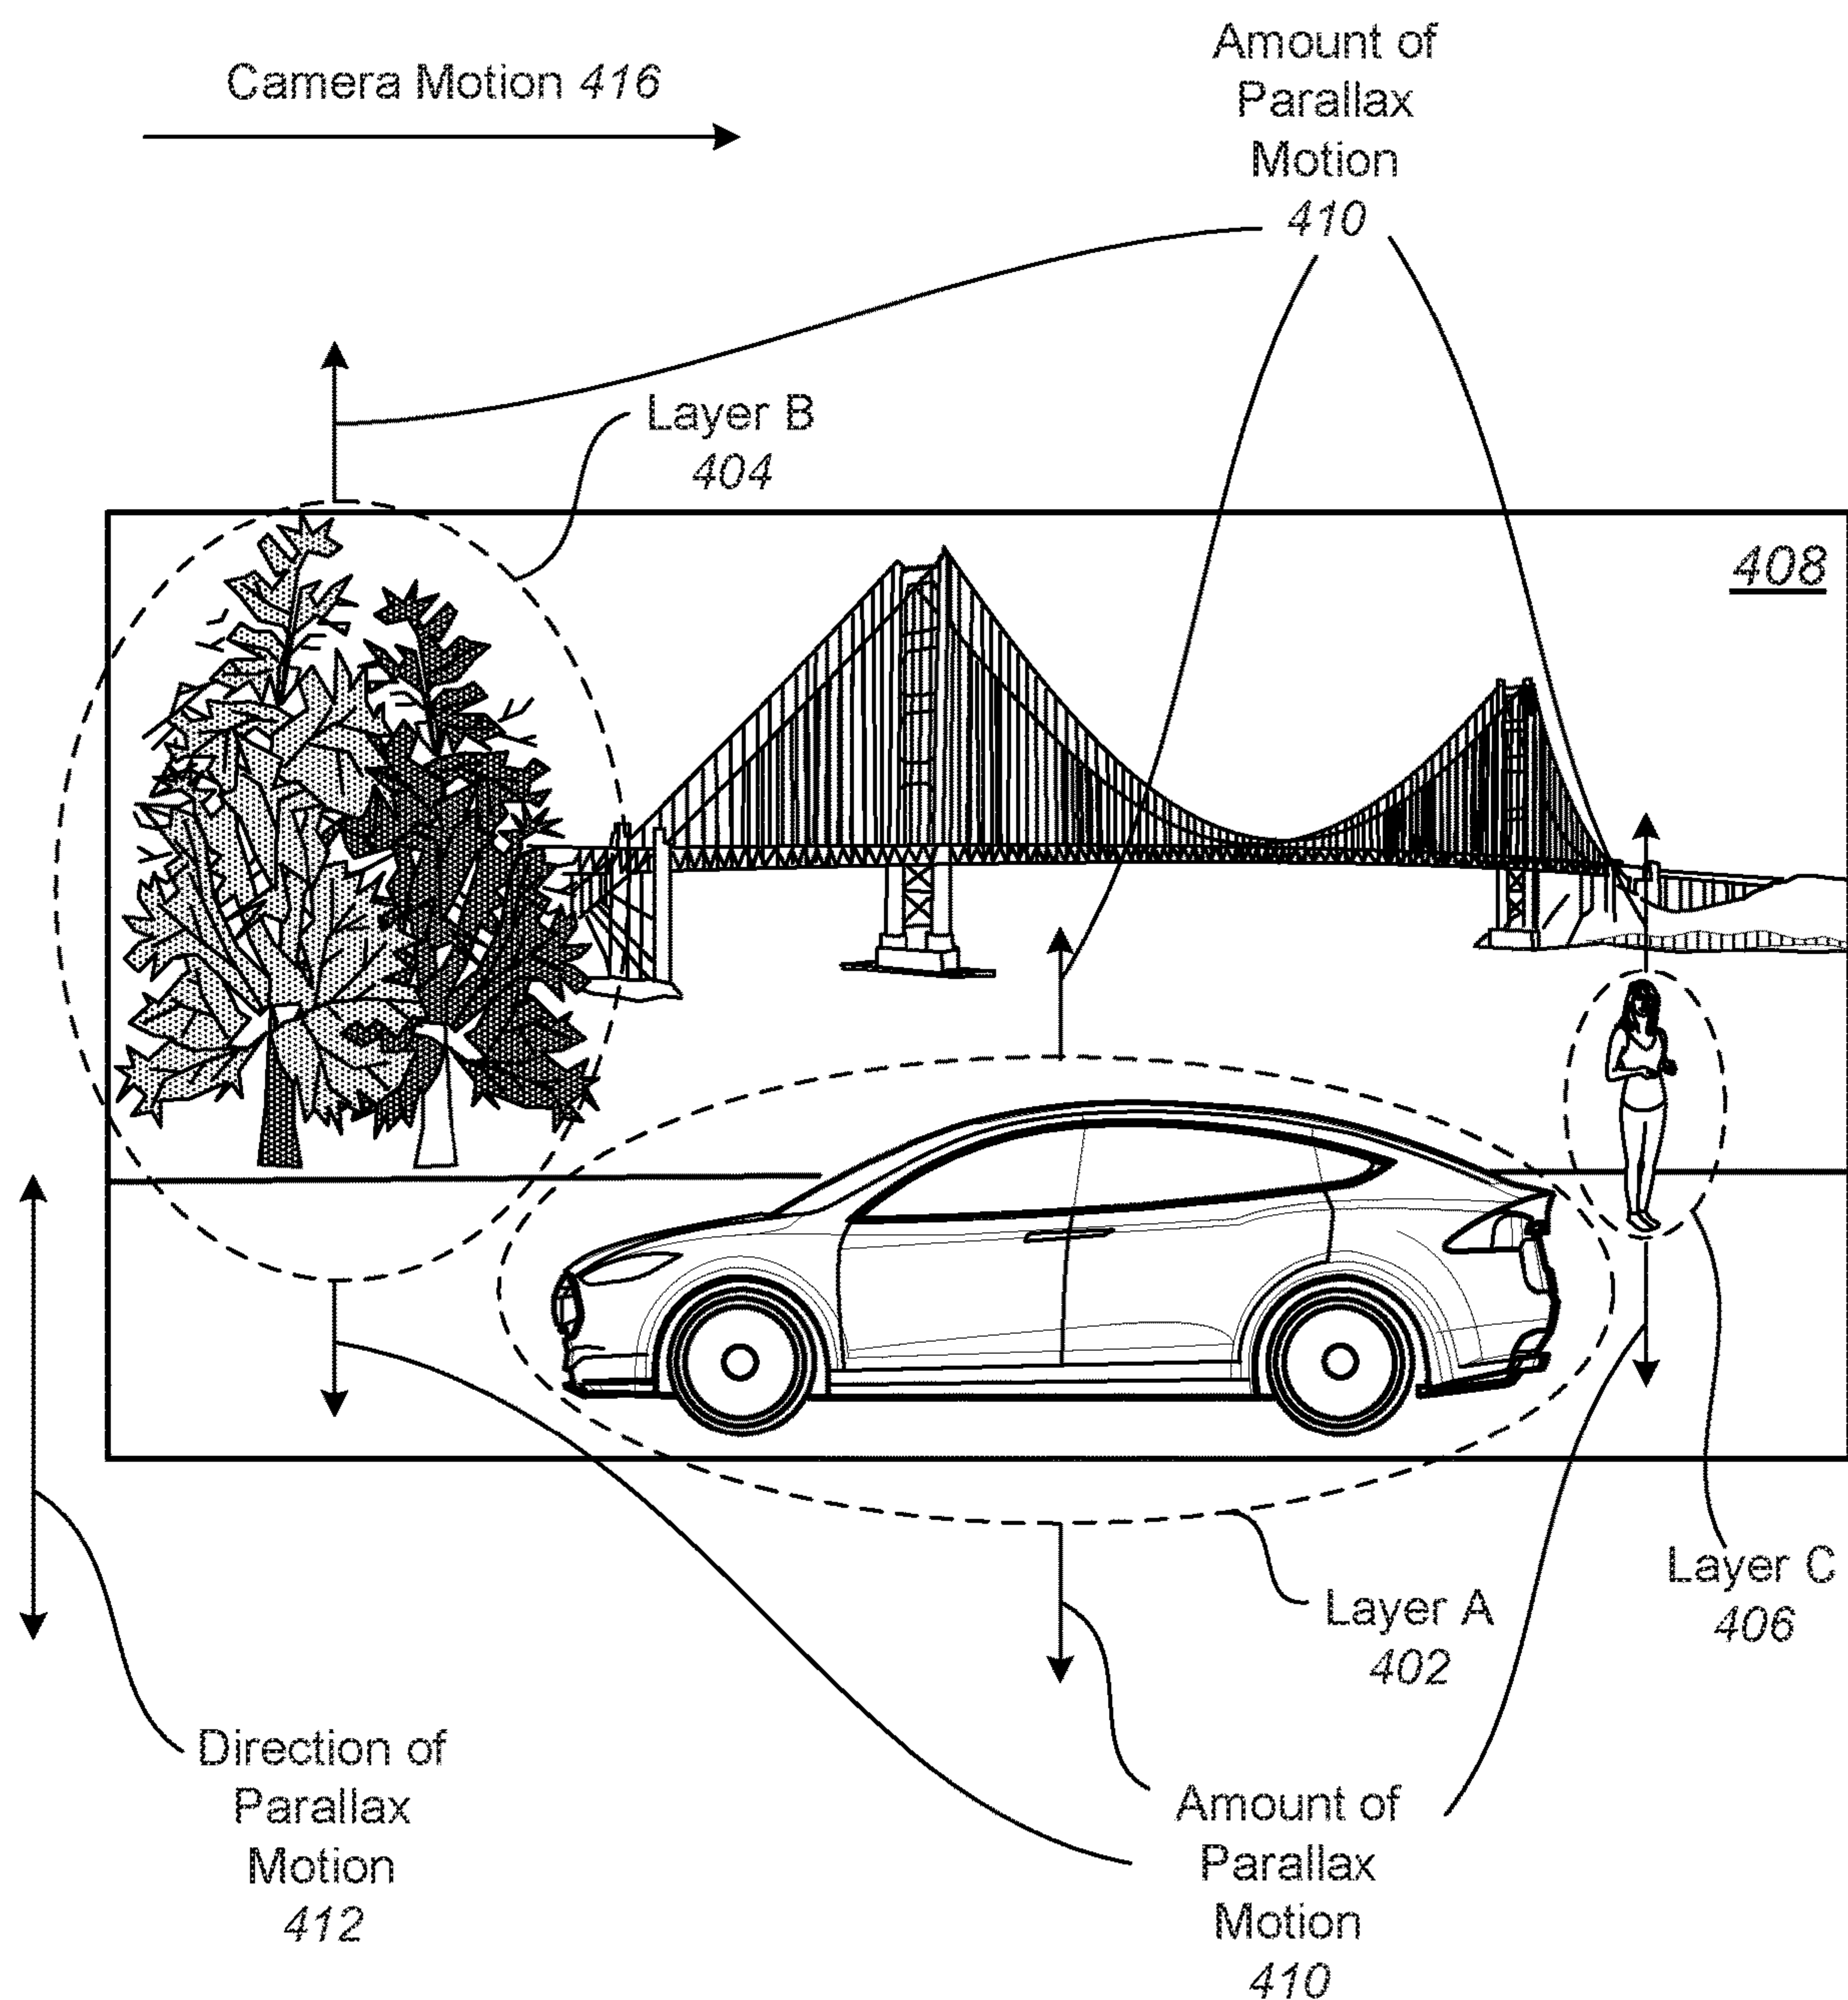 Camera Motion 416
Amount of
Parallax
Motion
410
Layer B
404
408
Layer C
406
Layer A
402
Direction of
Parallax
Motion
412
Amount of
Parallax
Motion
410